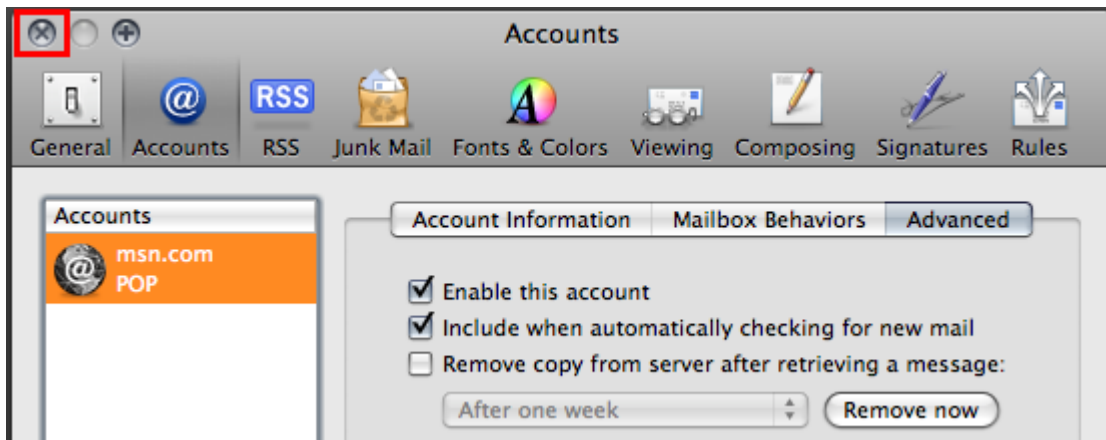 Accounts
RSS
General Accounts RSS Junk Mail Fonts & Colors Viewing Composing Signatures Rules
Accounts
msn.com
POP
Account Information Mailbox Behaviors Advanced
Enable this account
Include when automatically checking for new mail
Remove copy from server after retrieving a message:
After one week Remove now